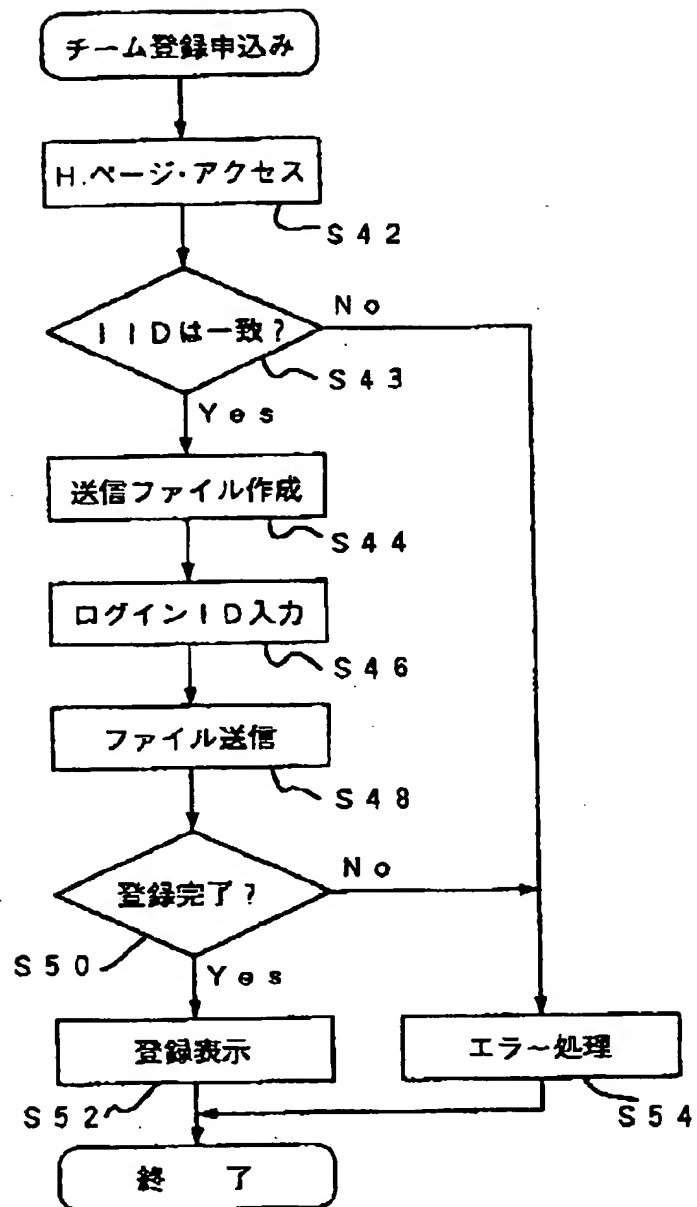 チーム登録申込み
H.ページ・アクセス
S42
IIDは一致?
No
S43
Yes
送信ファイル作成
S44
ログインID入力
S46
ファイル送信
S48
登録完了?
No
S50
Yes
登録表示
エラー処理
S52
S54
終 了